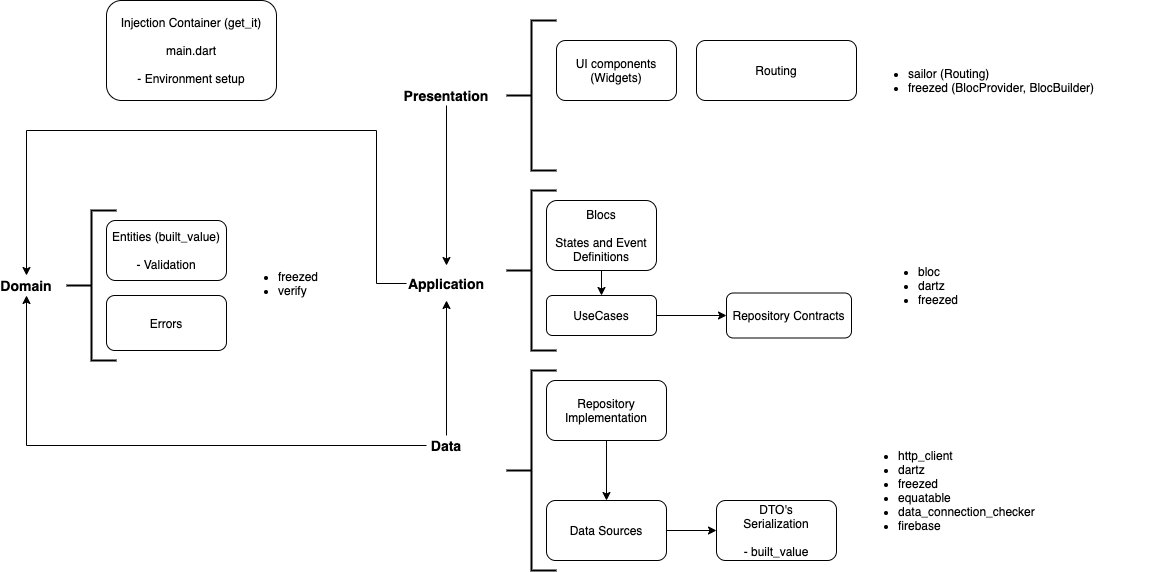 Injection Container (get_it)
main.dart
- Environment setup
Presentation
UI components
(Widgets)
Routing
• sailor (Routing)
• freezed (BlocProvider, BlocBuilder)
Domain
Entities (built_value)
- Validation
Errors
• freezed
• verify
Application
Blocs
States and Event
Definitions
UseCases
Repository Contracts
• bloc
• dartz
• freezed
Data
Repository
Implementation
Data Sources
DTO's
Serialization
- built_value
• http_client
• dartz
• freezed
• equatable
• data_connection_checker
• firebase